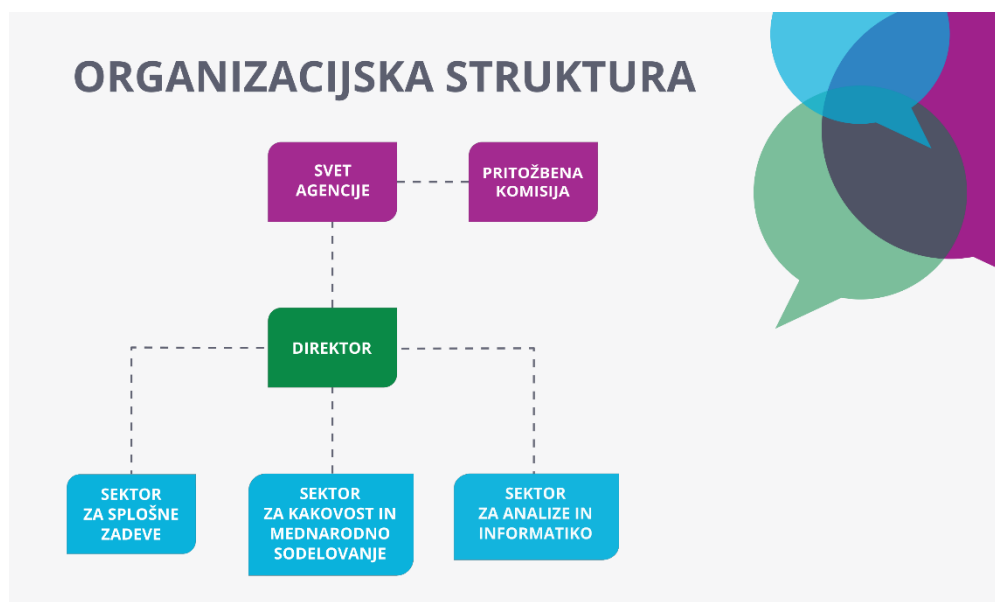 ORGANIZACIJSKA STRUKTURA
SVET
AGENCIJE
PRITOŽBENA
KOMISIJA
DIREKTOR
SEKTOR
ZA SPLOŠNE
ZADEVE
SEKTOR
ZA KAKOVOST IN
MEDNARODNO
SODELOVANJE
SEKTOR
ZA ANALIZE IN
INFORMATIKO